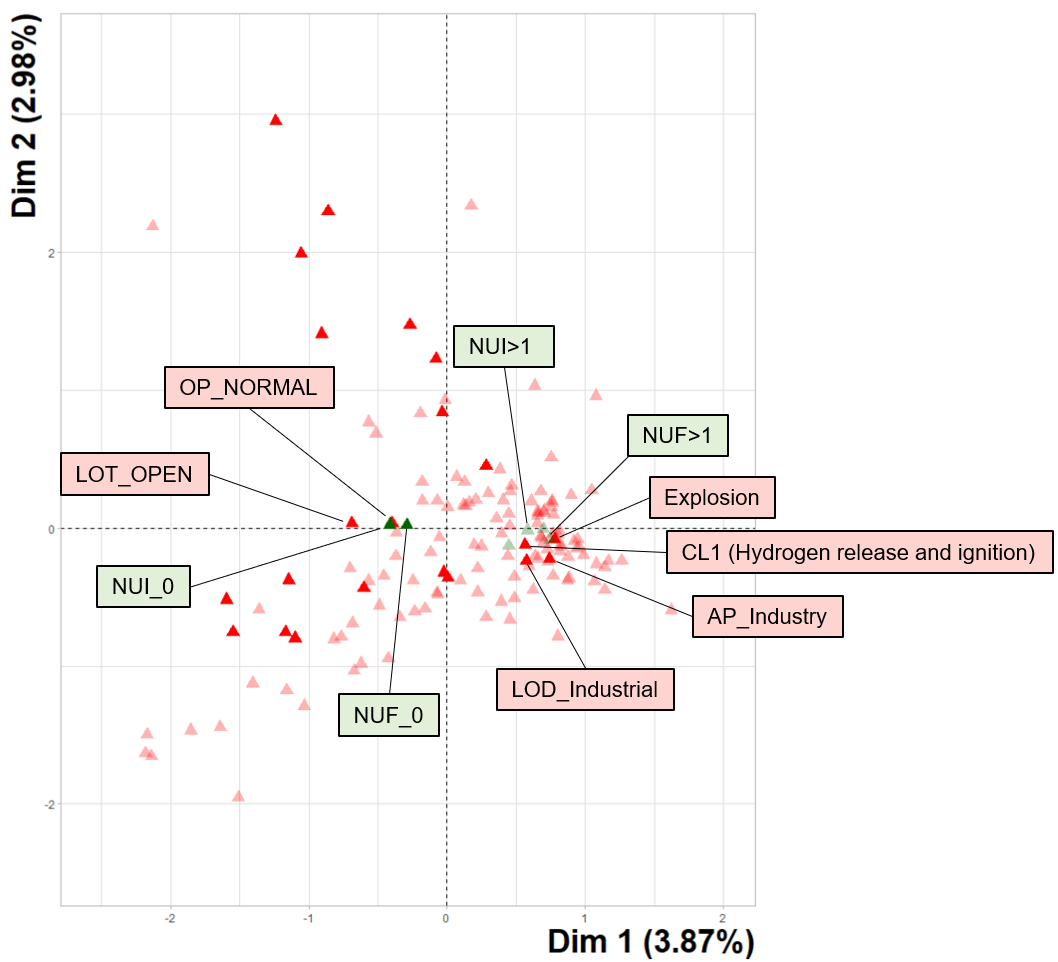 Dim 2 (2.98%)
2
0
-2
NUI>1
OP_NORMAL
NUF>1
LOT_OPEN
Explosion
CL1 (Hydrogen release and ignition)
NUI_0
AP_Industry
LOD_Industrial
NUF_0
-2
-1
0
1
2
Dim 1 (3.87%)